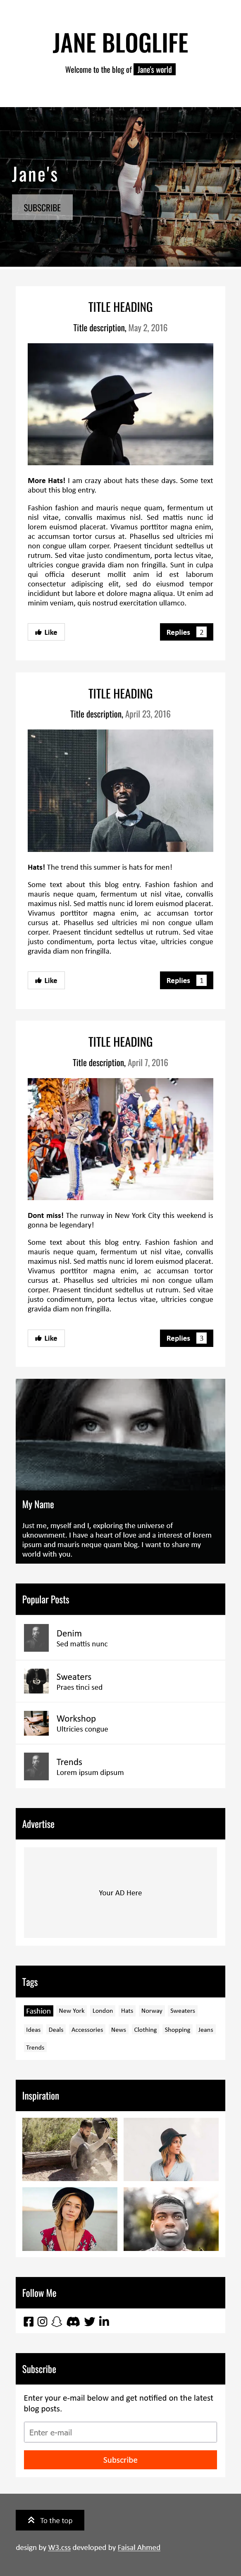 JANE BLOGLIFE
Welcome to the blog of Jane's world
Jane's
SUBSCRIBE
TITLE HEADING
Title description, May 2, 2016
More Hats! I am crazy about hats these days. Some text
about this blog entry.
Fashion fashion and mauris neque quam, fermentum ut
nisl vitae, convallis maximus nisl. Sed mattis nunc id
lorem euismod placerat. Vivamus porttitor magna enim,
ac accumsan tortor cursus at. Phasellus sed ultricies mi
non congue ullam corper. Praesent tincidunt sedtellus ut
rutrum. Sed vitae justo condimentum, porta lectus vitae,
ultricies congue gravida diam non fringilla. Sunt in culpa
qui officia deserunt mollit anim id est laborum
consectetur adipiscing elit, sed do eiusmod tempor
incididunt but labore et dolore magna aliqua. Ut enim ad
minim veniam, quis nostrud exercitation ullamco.
Like
Replies 2
TITLE HEADING
Title description, April 23, 2016
Hats! The trend this summer is hats for men!
Some text about this blog entry. Fashion fashion and
mauris neque quam, fermentum ut nisl vitae, convallis
maximus nisl. Sed mattis nunc id lorem euismod placerat.
Vivamus porttitor magna enim, ac accumsan tortor
cursus at. Phasellus sed ultricies mi non congue ullam
corper. Praesent tincidunt sedtellus ut rutrum. Sed vitae
justo condimentum, porta lectus vitae, ultricies congue
gravida diam non fringilla.
Like
Replies 1
TITLE HEADING
Title description, April 7, 2016
Dont miss! The runway in New York City this weekend is
gonna be legendary!
Some text about this blog entry. Fashion fashion and
mauris neque quam, fermentum ut nisl vitae, convallis
maximus nisl. Sed mattis nunc id lorem euismod placerat.
Vivamus porttitor magna enim, ac accumsan tortor
cursus at. Phasellus sed ultricies mi non congue ullam
corper. Praesent tincidunt sedtellus ut rutrum. Sed vitae
justo condimentum, porta lectus vitae, ultricies congue
gravida diam non fringilla.
Like
Replies 3
My Name
Just me, myself and I, exploring the universe of
uknownment. I have a heart of love and a interest of lorem
ipsum and mauris neque quam blog. I want to share my
world with you.
Popular Posts
Denim
Sed mattis nunc
Sweaters
Praes tinci sed
Workshop
Ultricies congue
Trends
Lorem ipsum dipsum
Advertise
Your AD Here
Tags
Fashion New York London Hats Norway Sweaters
Ideas Deals Accessories News Clothing Shopping Jeans
Trends
Inspiration
Follow Me
Subscribe
Enter your e-mail below and get notified on the latest
blog posts.
Enter e-mail
Subscribe
To the top
design by W3.css developed by Faisal Ahmed